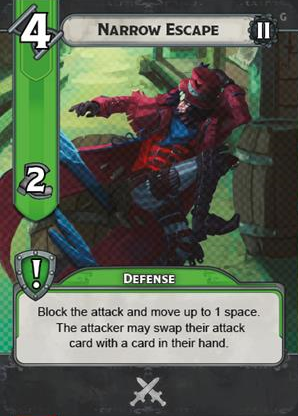 4
NARROW ESCAPE
II
G
2
!
DEFENSE
Block the attack and move up to 1 space.
The attacker may swap their attack
card with a card in their hand.